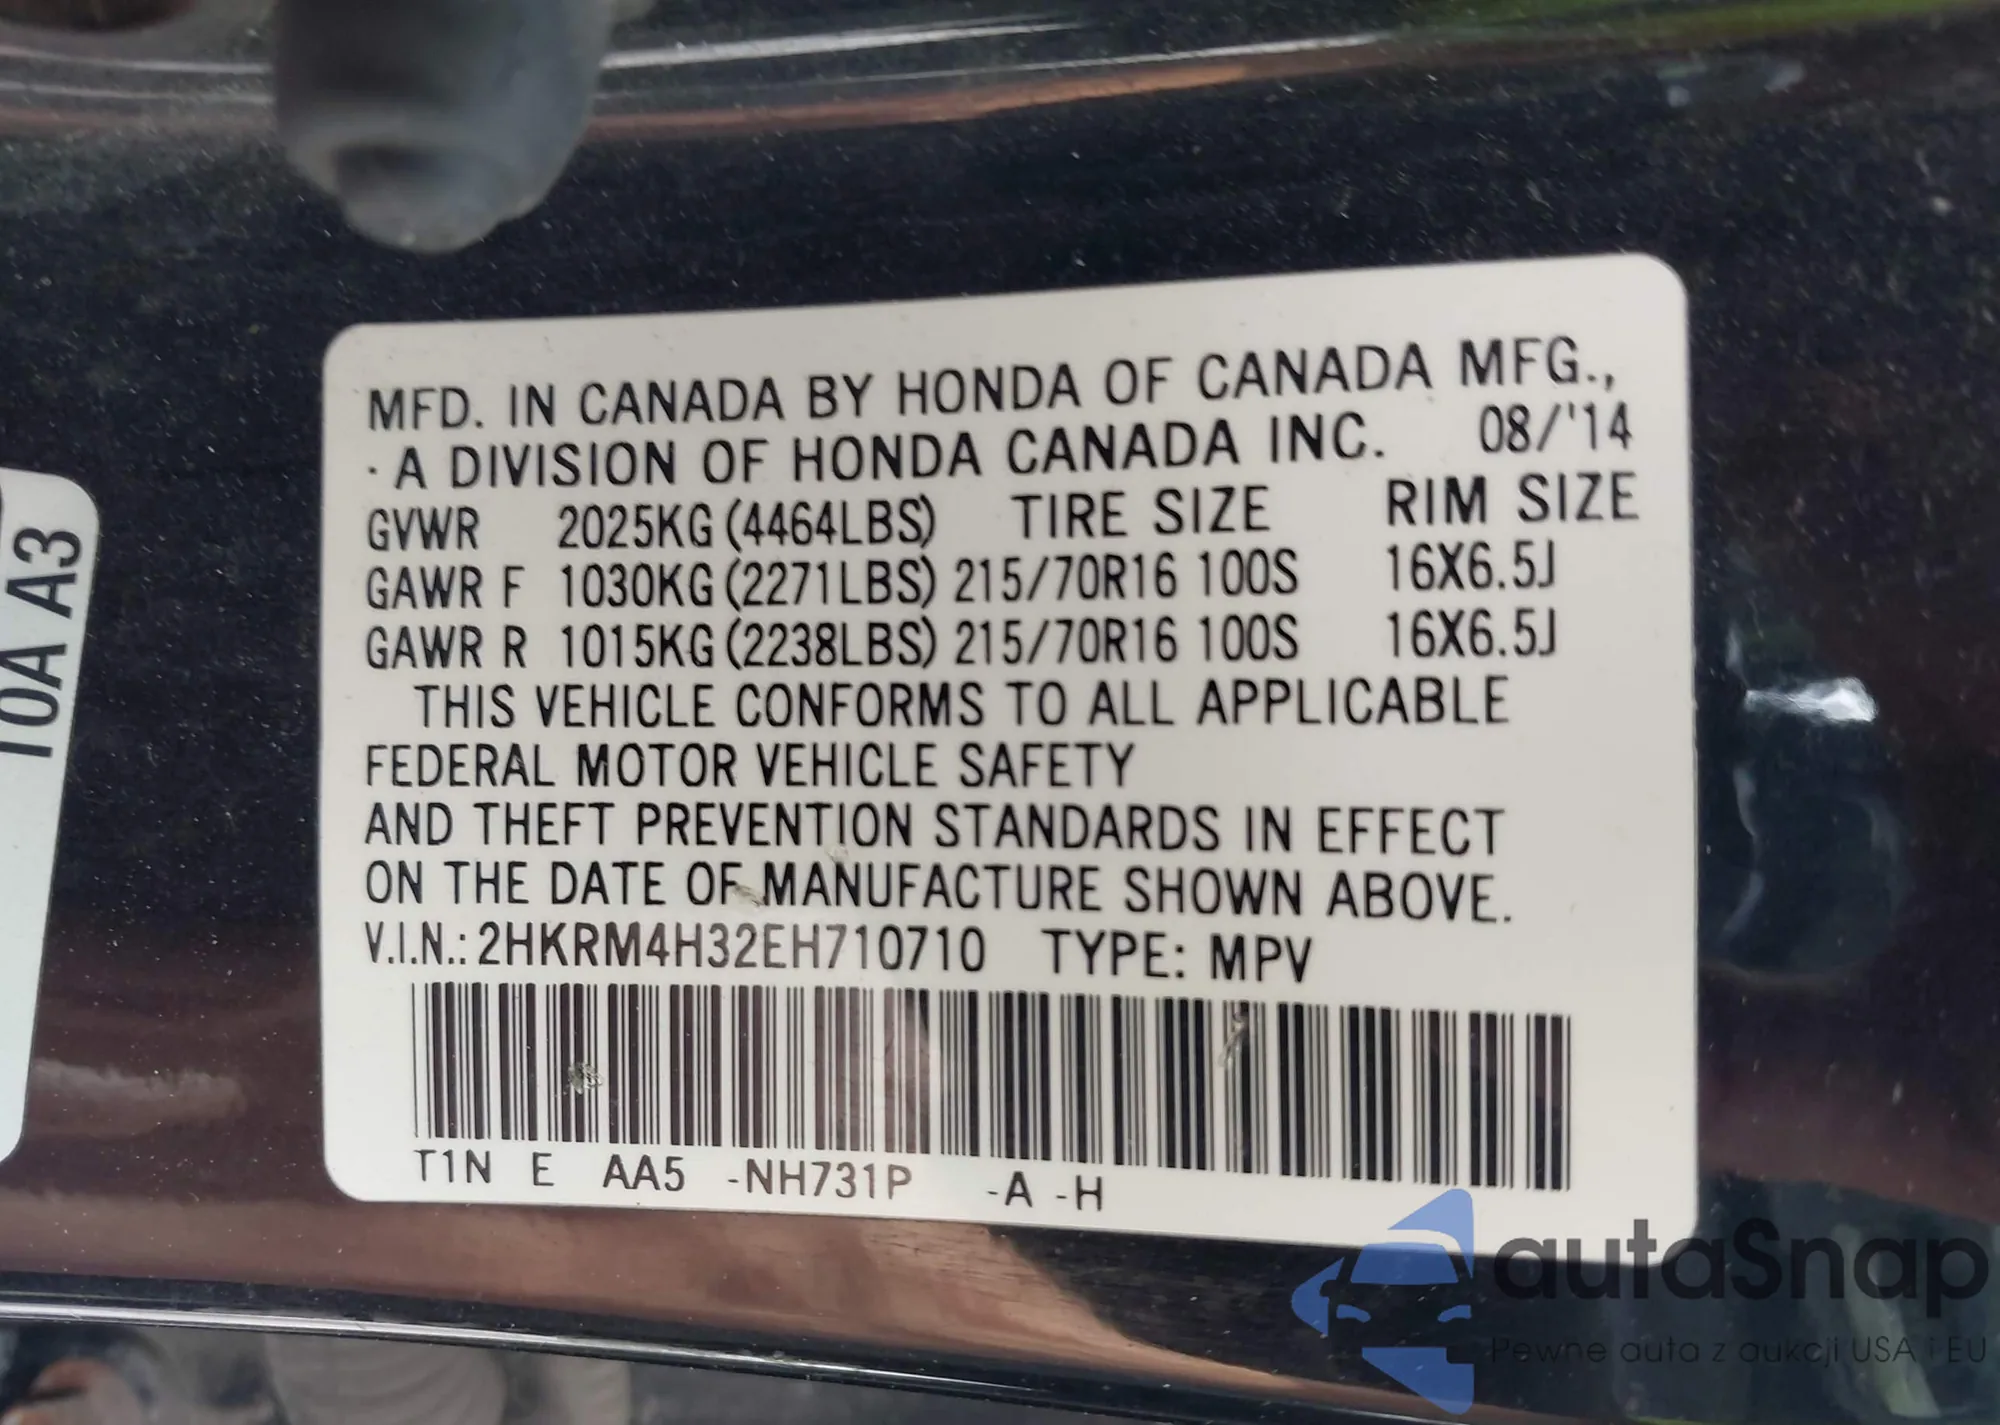 MFD. IN CANADA BY HONDA OF CANADA MFG.,
· A DIVISION OF HONDA CANADA INC. 08/'14
GVWR 2025KG (4464LBS) TIRE SIZE RIM SIZE
GAWR F 1030KG (2271LBS) 215/70R16 100S 16X6.5J
GAWR R 1015KG (2238LBS) 215/70R16 100S 16X6.5J
THIS VEHICLE CONFORMS TO ALL APPLICABLE
FEDERAL MOTOR VEHICLE SAFETY
AND THEFT PREVENTION STANDARDS IN EFFECT
ON THE DATE OF MANUFACTURE SHOWN ABOVE.
V.I.N.: 2HKRM4H32EH710710 TYPE: MPV
T1N E AA5 -NH731P -A -H
T0A A3
autaSnap
Pewne auta z aukcji USA i EU